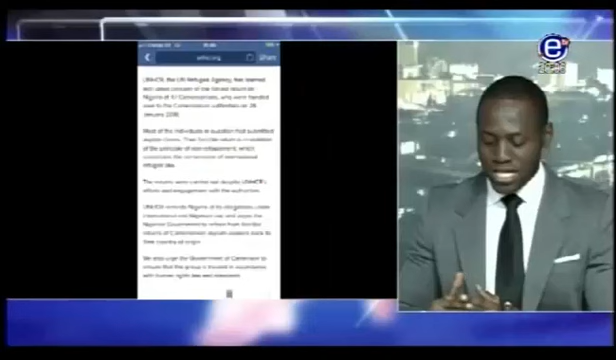 unhcr.org
Share
UNHCR, the UN Refugee Agency, has learned
with utmost concern of the forced return from
Nigeria of 47 Cameroonians, who were handed
over to the Cameroonian authorities on 26
January 2018.
Most of the individuals in question had submitted
asylum claims. Their forcible return is in violation
of the principle of non-refoulement, which
constitutes the cornerstone of international
refugee law.
The returns were carried out despite UNHCR's
efforts and engagement with the authorities.
UNHCR reminds Nigeria of its obligations under
international and Nigerian law, and urges the
Nigerian Government to refrain from forcible
returns of Cameroonian asylum-seekers back to
their country of origin.
We also urge the Government of Cameroon to
ensure that the group is treated in accordance
with human rights law and standards.